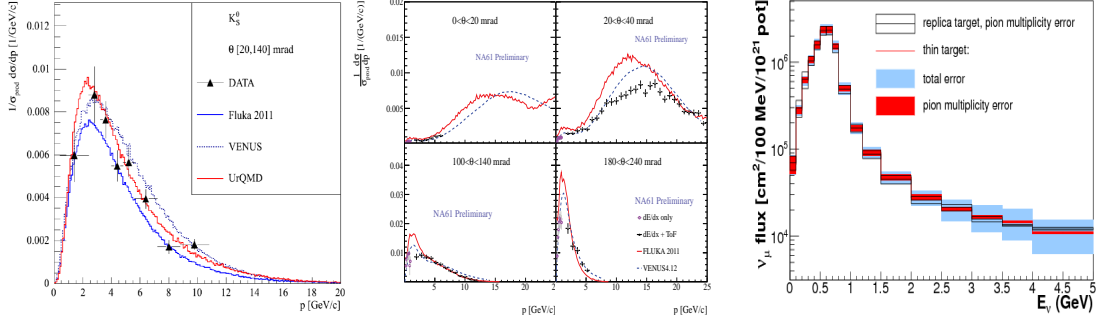 1/σprod dσ/dp [1/GeV/c]
0.01
0.008
0.006
0.004
0.002
0
0 2 4 6 8 10 12 14 16 18 20
p [GeV/c]
K0S
θ [20,140] mrad
DATA
Fluka 2011
VENUS
UrQMD
1/σprod dσ/dp [1/(GeV/c)]
0<θ<20 mrad
NA61 Preliminary
20<θ<40 mrad
NA61 Preliminary
0.015
0.01
0.005
100<θ<140 mrad
NA61 Preliminary
180<θ<240 mrad
NA61 Preliminary
dE/dx only
dE/dx + ToF
FLUKA 2011
VENUS4.12
0.04
0.03
0.02
0.01
5 10 15 20 2 5 10 15 20 25
p [GeV/c] p [GeV/c]
νμ flux [cm²/100 MeV/10²¹ pot]
10⁶
10⁵
10⁴
replica target, pion multiplicity error
thin target:
total error
pion multiplicity error
0 0.5 1 1.5 2 2.5 3 3.5 4 4.5 5
Eν (GeV)